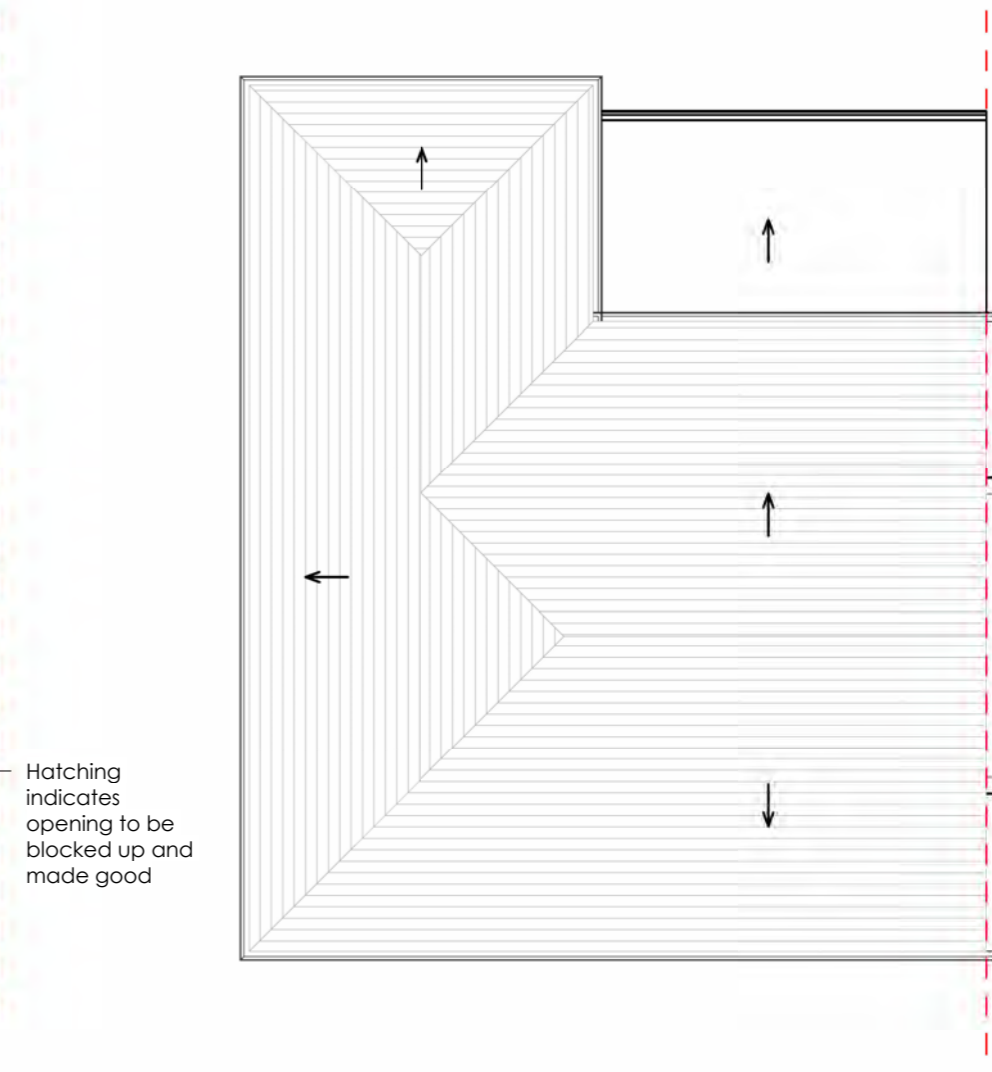 Hatching
indicates
opening to be
blocked up and
made good